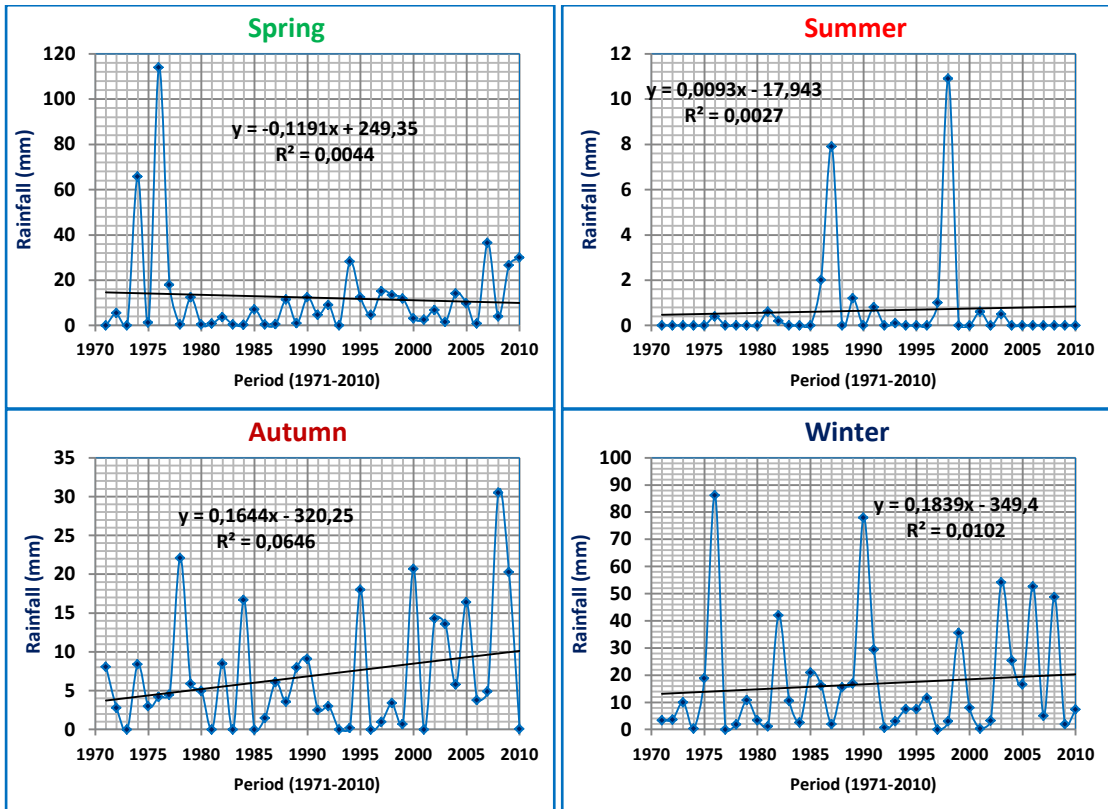 Spring
120
100
80
60
40
20
0
Rainfall (mm)
y = -0,1191x + 249,35
R² = 0,0044
1970 1975 1980 1985 1990 1995 2000 2005 2010
Period (1971-2010)
Summer
12
10
8
6
4
2
0
Rainfall (mm)
y = 0,0093x - 17,943
R² = 0,0027
1970 1975 1980 1985 1990 1995 2000 2005 2010
Period (1971-2010)
Autumn
35
30
25
20
15
10
5
0
Rainfall (mm)
y = 0,1644x - 320,25
R² = 0,0646
1970 1975 1980 1985 1990 1995 2000 2005 2010
Period (1971-2010)
Winter
100
90
80
70
60
50
40
30
20
10
0
Rainfall (mm)
y = 0,1839x - 349,4
R² = 0,0102
1970 1975 1980 1985 1990 1995 2000 2005 2010
Period (1971-2010)